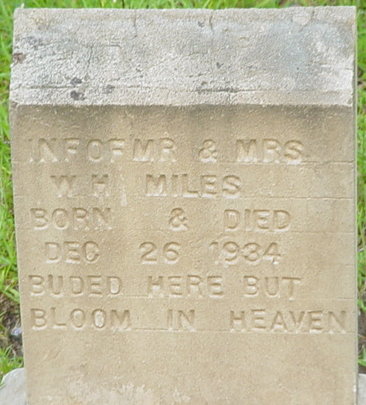 INF OF MR & MRS
W H MILES
BORN & DIED
DEC 26 1934
BUDED HERE BUT
BLOOM IN HEAVEN